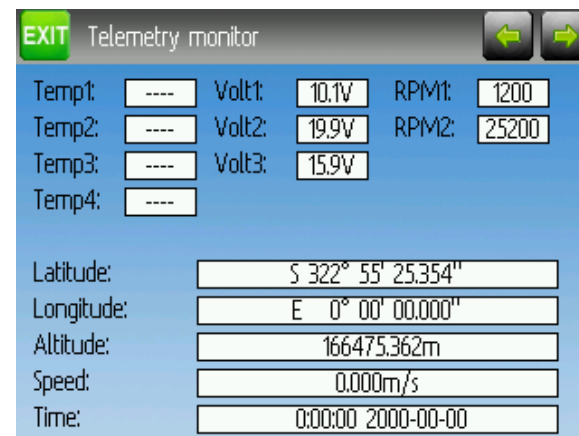 EXIT Telemetry monitor
Temp1: ---- Volt1: 10.1V RPM1: 1200
Temp2: ---- Volt2: 19.9V RPM2: 25200
Temp3: ---- Volt3: 15.9V
Temp4: ----
Latitude: S 322° 55' 25.354"
Longitude: E 0° 00' 00.000"
Altitude: 166475.362m
Speed: 0.000m/s
Time: 0:00:00 2000-00-00